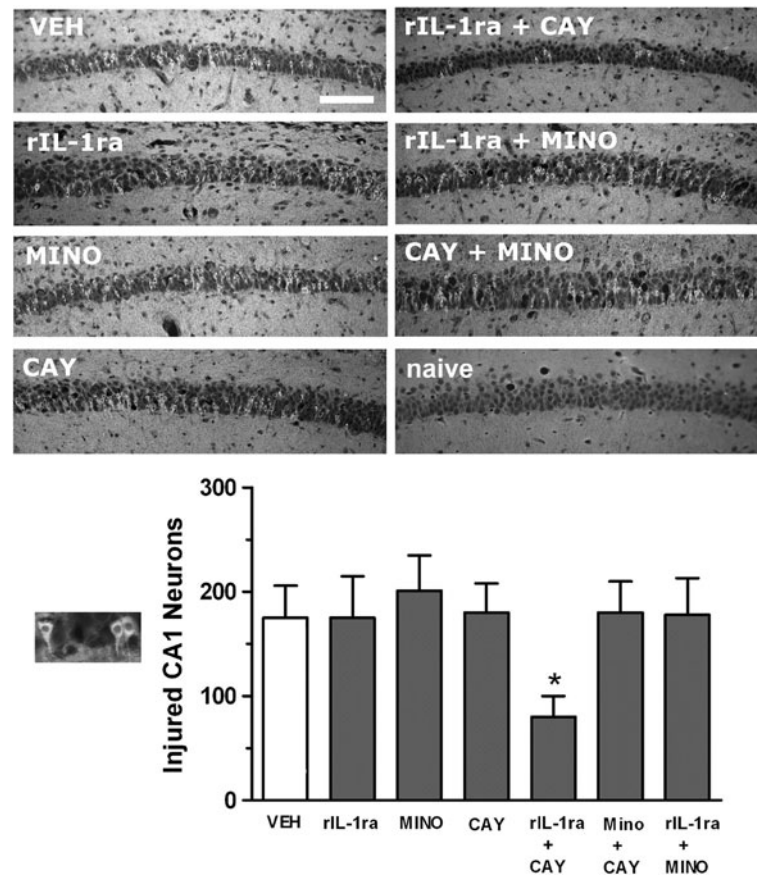 VEH
rIL-1ra + CAY
rIL-1ra
rIL-1ra + MINO
MINO
CAY + MINO
CAY
naive
300
200
100
0
Injured CA1 Neurons
*
VEH
rIL-1ra
MINO
CAY
rIL-1ra
+
CAY
Mino
+
CAY
rIL-1ra
+
MINO